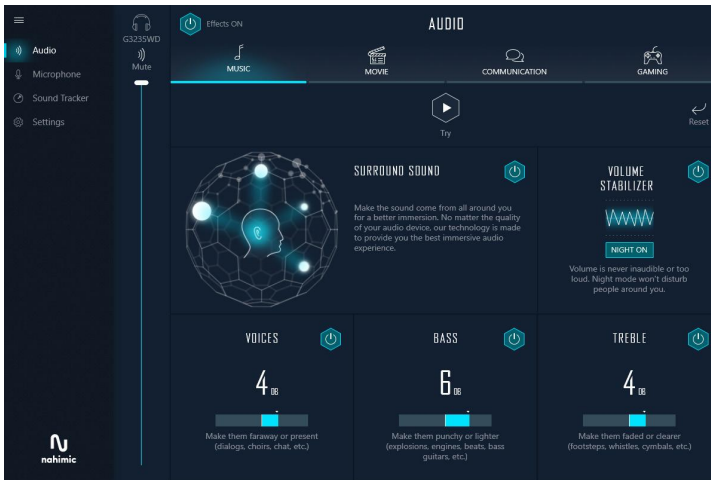 Audio
Microphone
Sound Tracker
Settings
nahimic
G3235WD
Mute
Effects ON
AUDIO
MUSIC
MOVIE
COMMUNICATION
GAMING
Try
Reset
SURROUND SOUND
Make the sound come from all around you
for a better immersion. No matter the quality
of your audio device, our technology is made
to provide you the best immersive audio
experience.
VOLUME
STABILIZER
NIGHT ON
Volume is never inaudible or too
loud. Night mode won't disturb
people around you.
VOICES
4 DB
Make them faraway or present
(dialogs, choirs, chat, etc.)
BASS
6 DB
Make them punchy or lighter
(explosions, engines, beats, bass
guitars, etc.)
TREBLE
4 DB
Make them faded or clearer
(footsteps, whistles, cymbals, etc.)